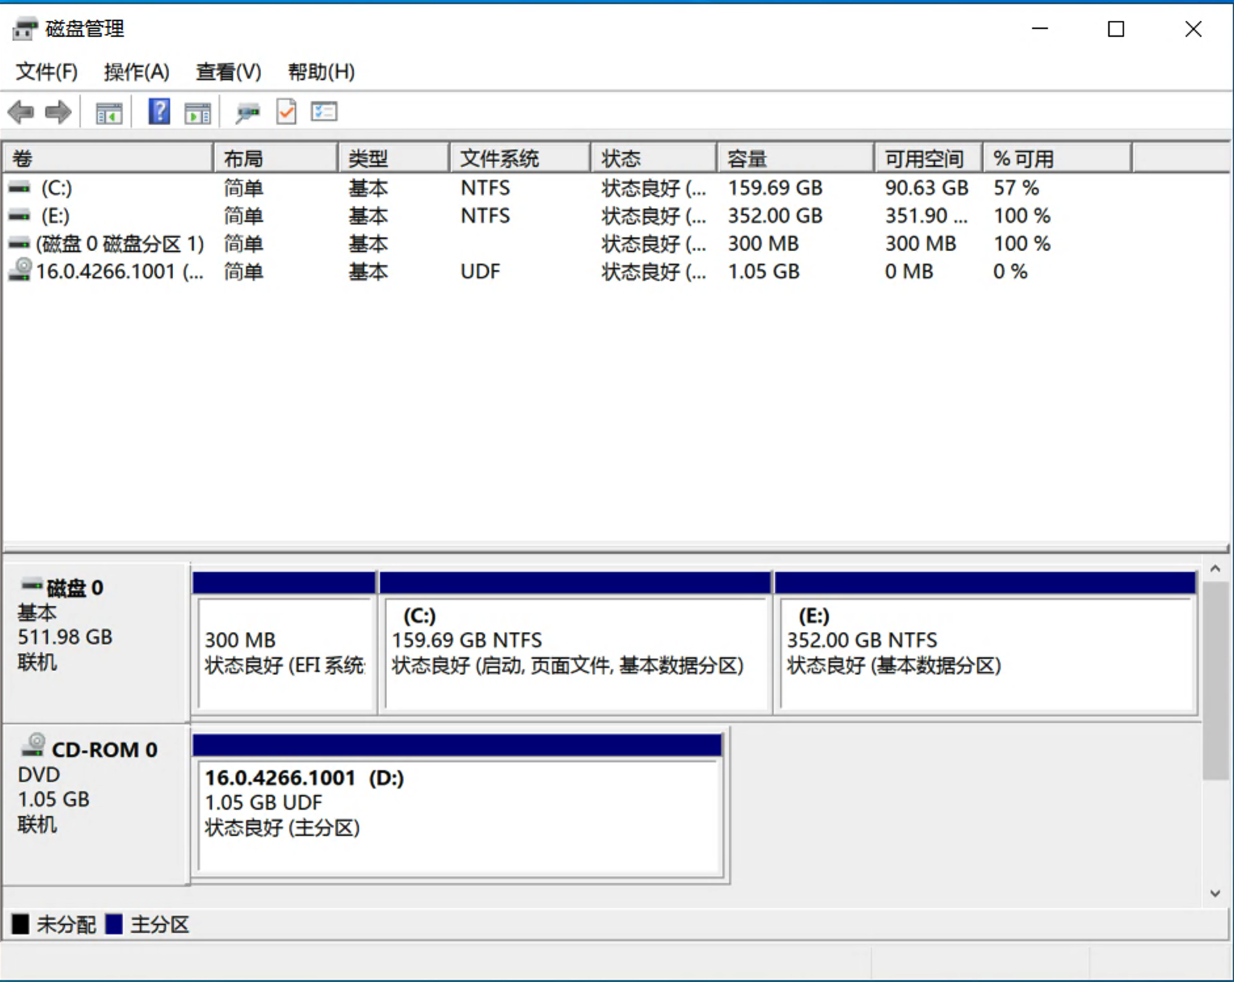 磁盘管理
文件(F) 操作(A) 查看(V) 帮助(H)
卷 布局 类型 文件系统 状态 容量 可用空间 % 可用
(C:) 简单 基本 NTFS 状态良好 (... 159.69 GB 90.63 GB 57 %
(E:) 简单 基本 NTFS 状态良好 (... 352.00 GB 351.90 ... 100 %
(磁盘 0 磁盘分区 1) 简单 基本 状态良好 (... 300 MB 300 MB 100 %
16.0.4266.1001 (... 简单 基本 UDF 状态良好 (... 1.05 GB 0 MB 0 %
磁盘 0
基本
511.98 GB
联机
300 MB
状态良好 (EFI 系统
(C:)
159.69 GB NTFS
状态良好 (启动, 页面文件, 基本数据分区)
(E:)
352.00 GB NTFS
状态良好 (基本数据分区)
CD-ROM 0
DVD
1.05 GB
联机
16.0.4266.1001 (D:)
1.05 GB UDF
状态良好 (主分区)
未分配 主分区